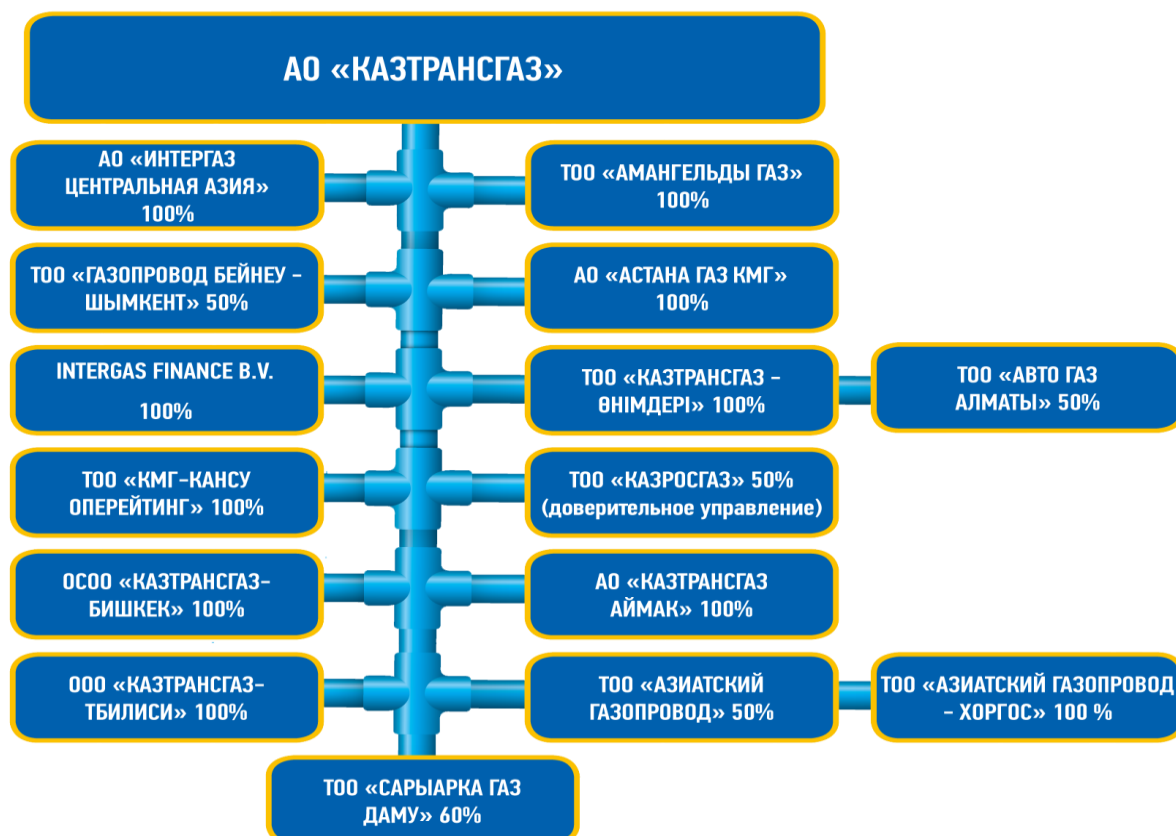 АО «КАЗТРАНСГАЗ»
АО «ИНТЕРГАЗ
ЦЕНТРАЛЬНАЯ АЗИЯ»
100%
ТОО «АМАНГЕЛЬДЫ ГАЗ»
100%
ТОО «ГАЗОПРОВОД БЕЙНЕУ –
ШЫМКЕНТ» 50%
АО «АСТАНА ГАЗ КМГ»
100%
INTERGAS FINANCE B.V.
100%
ТОО «КАЗТРАНСГАЗ –
ӨНІМДЕРІ» 100%
ТОО «АВТО ГАЗ
АЛМАТЫ» 50%
ТОО «КМГ-КАНСУ
ОПЕРЕЙТИНГ» 100%
ТОО «КАЗРОСГАЗ» 50%
(доверительное управление)
ОСОО «КАЗТРАНСГАЗ-
БИШКЕК» 100%
АО «КАЗТРАНСГАЗ
АЙМАК» 100%
ООО «КАЗТРАНСГАЗ-
ТБИЛИСИ» 100%
ТОО «АЗИАТСКИЙ
ГАЗОПРОВОД» 50%
ТОО «АЗИАТСКИЙ ГАЗОПРОВОД
– ХОРГОС» 100 %
ТОО «САРЫАРКА ГАЗ
ДАМУ» 60%